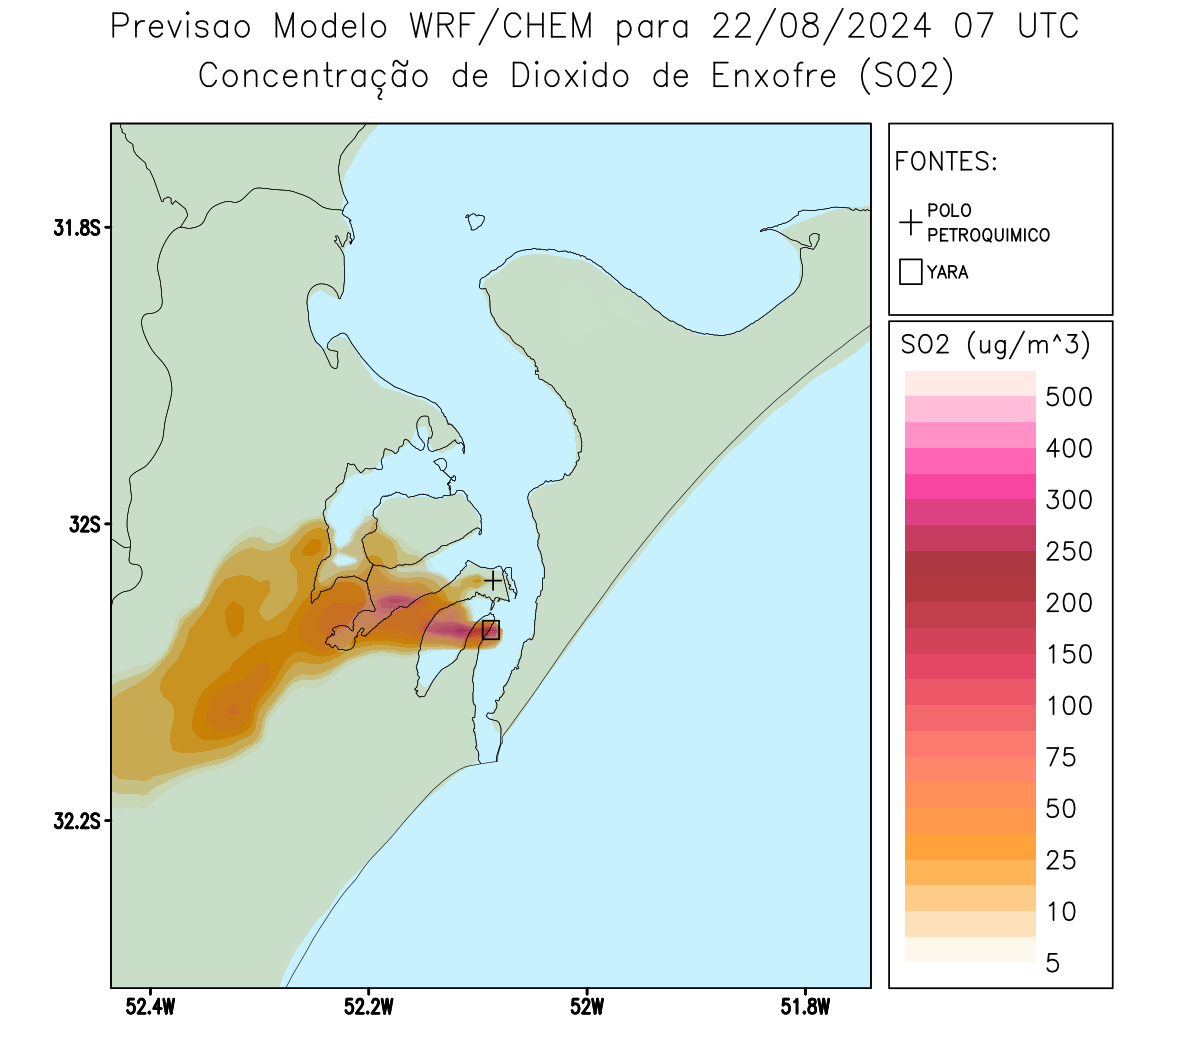 Previsao Modelo WRF/CHEM para 22/08/2024 07 UTC
Concentração de Dioxido de Enxofre (SO2)
FONTES:
POLO
PETROQUIMICO
YARA
31.8S
32S
32.2S
52.4W
52.2W
52W
51.8W
SO2 (ug/m^3)
500
400
300
250
200
150
100
75
50
25
10
5